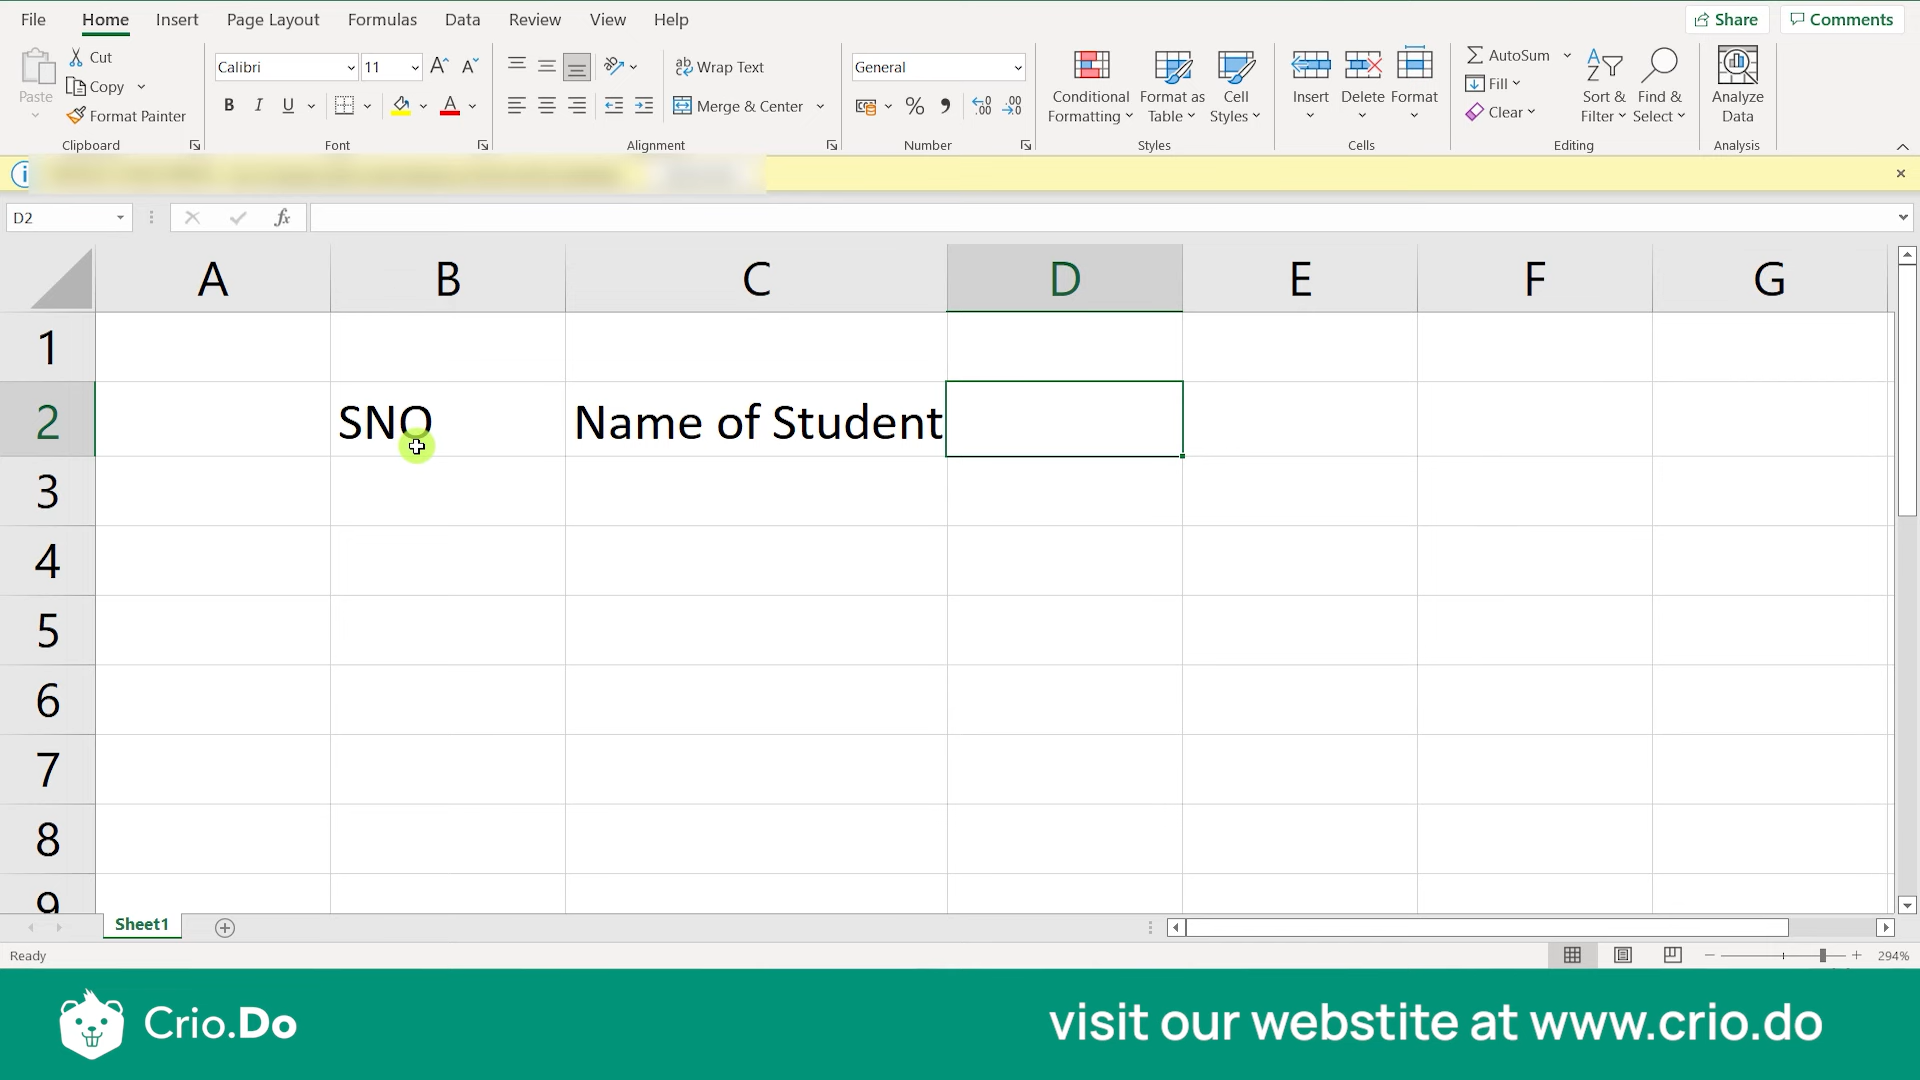 File Home Insert Page Layout Formulas Data Review View Help Share Comments
Paste Cut Copy Format Painter Clipboard
Calibri 11 B I U Font
Wrap Text Merge & Center Alignment
General % Number
Conditional Formatting Format as Table Cell Styles Styles
Insert Delete Format Cells
AutoSum Fill Clear Sort & Filter Find & Select Editing
Analyze Data Analysis
D2 fx
A B C D E F G
1
2 SNO Name of Student
3
4
5
6
7
8
9
Sheet1
Ready 294%
Crio.Do visit our webstite at www.crio.do